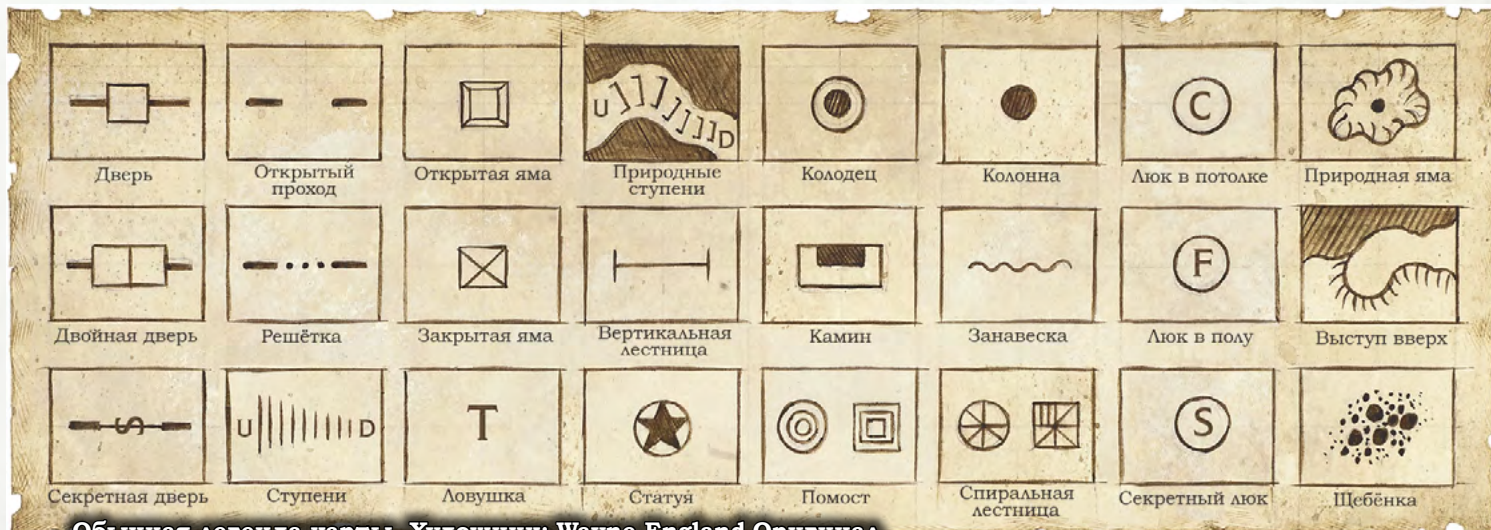 U
D
C
Дверь
Открытый
проход
Открытая яма
Природные
ступени
Колодец
Колонна
Люк в потолке
Природная яма
F
Двойная дверь
Решётка
Закрытая яма
Вертикальная
лестница
Камин
Занавеска
Люк в полу
Выступ вверх
S
U
D
T
S
Секретная дверь
Ступени
Ловушка
Статуя
Помост
Спиральная
лестница
Секретный люк
Щебёнка